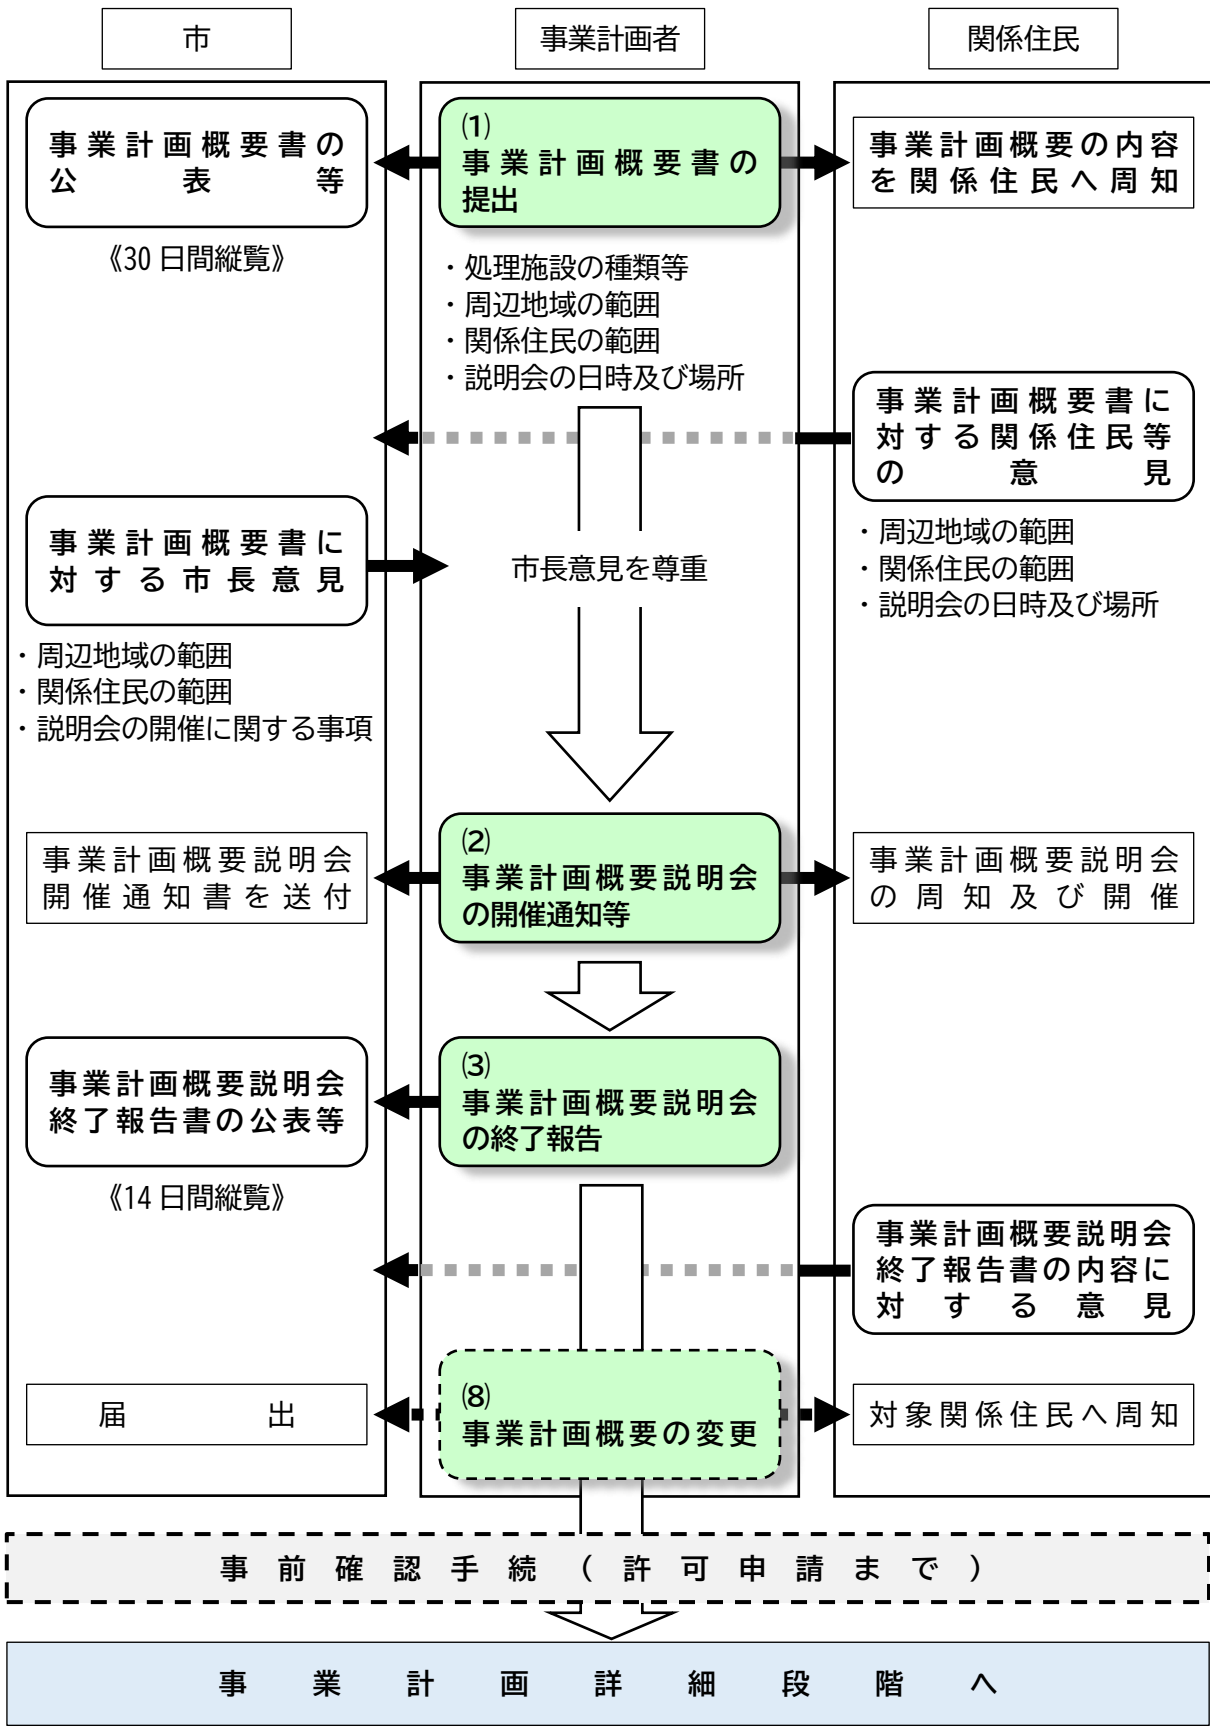 市
事業計画者
関係住民
事業計画概要書の
公表等
《30日間縦覧》
(1)
事業計画概要書の
提出
・処理施設の種類等
・周辺地域の範囲
・関係住民の範囲
・説明会の日時及び場所
事業計画概要の内容
を関係住民へ周知
事業計画概要書に
対する関係住民等
の意見
・周辺地域の範囲
・関係住民の範囲
・説明会の日時及び場所
事業計画概要書に
対する市長意見
・周辺地域の範囲
・関係住民の範囲
・説明会の開催に関する事項
市長意見を尊重
事業計画概要説明会
開催通知書を送付
(2)
事業計画概要説明会
の開催通知等
事業計画概要説明会
の周知及び開催
事業計画概要説明会
終了報告書の公表等
《14日間縦覧》
(3)
事業計画概要説明会
の終了報告
事業計画概要説明会
終了報告書の内容に
対する意見
届出
(8)
事業計画概要の変更
対象関係住民へ周知
事前確認手続(許可申請まで)
事業計画詳細段階へ